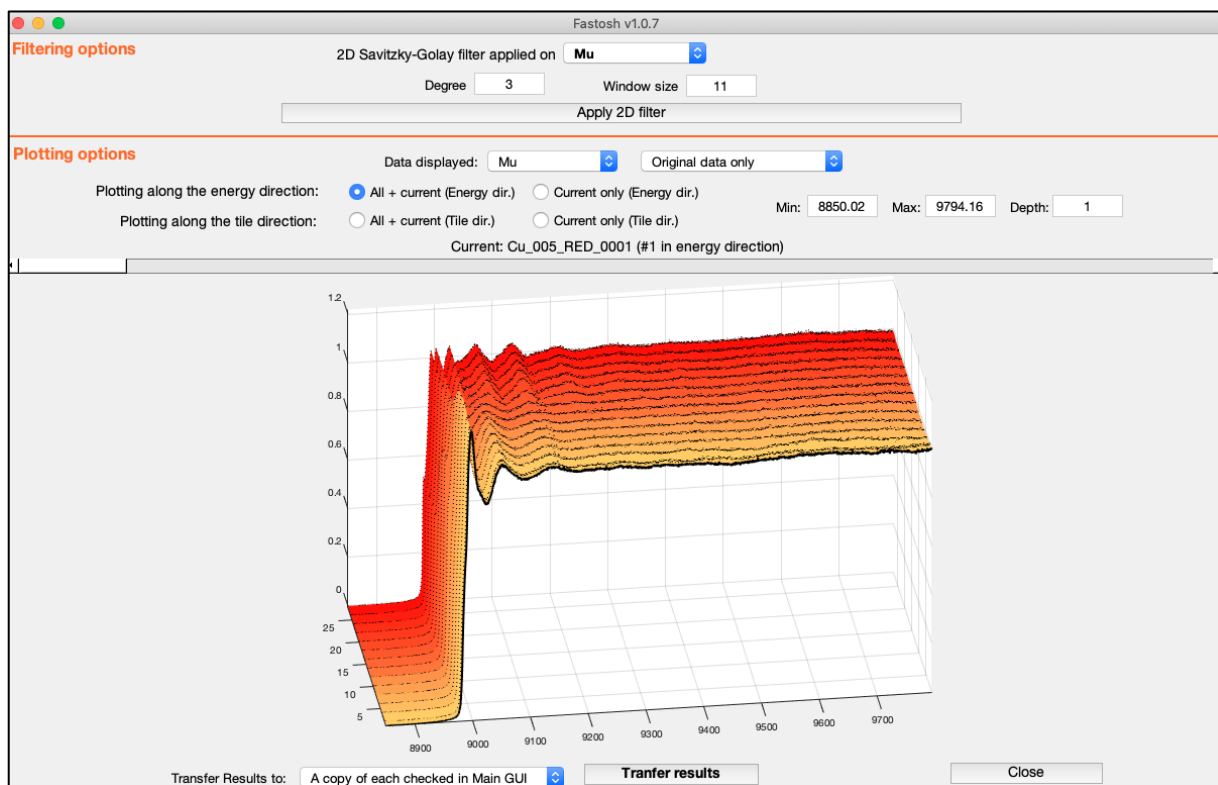 Fastosh v1.0.7
Filtering options
2D Savitzky-Golay filter applied on Mu
Degree 3 Window size 11
Apply 2D filter
Plotting options
Data displayed: Mu Original data only
Plotting along the energy direction: All + current (Energy dir.) Current only (Energy dir.)
Min: 8850.02 Max: 9794.16 Depth: 1
Plotting along the tile direction: All + current (Tile dir.) Current only (Tile dir.)
Current: Cu_005_RED_0001 (#1 in energy direction)
1.2
1
0.8
0.6
0.4
0.2
0
25
20
15
10
5
8900 9000 9100 9200 9300 9400 9500 9600 9700
Transfer Results to: A copy of each checked in Main GUI Tranfer results Close